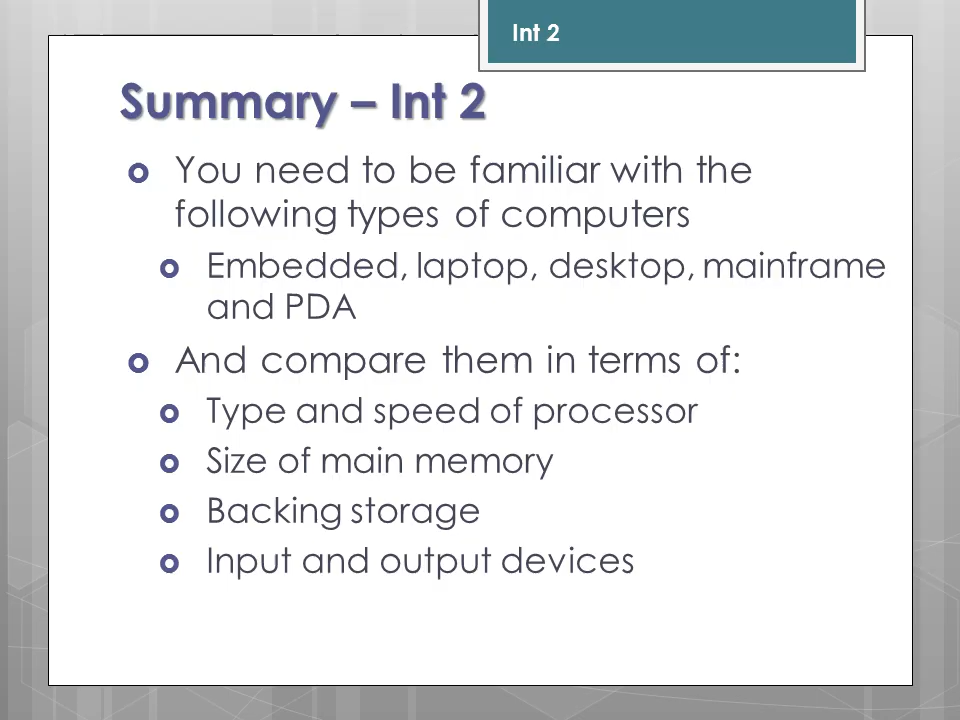 Int 2
Summary – Int 2
You need to be familiar with the
following types of computers
Embedded, laptop, desktop, mainframe
and PDA
And compare them in terms of:
Type and speed of processor
Size of main memory
Backing storage
Input and output devices